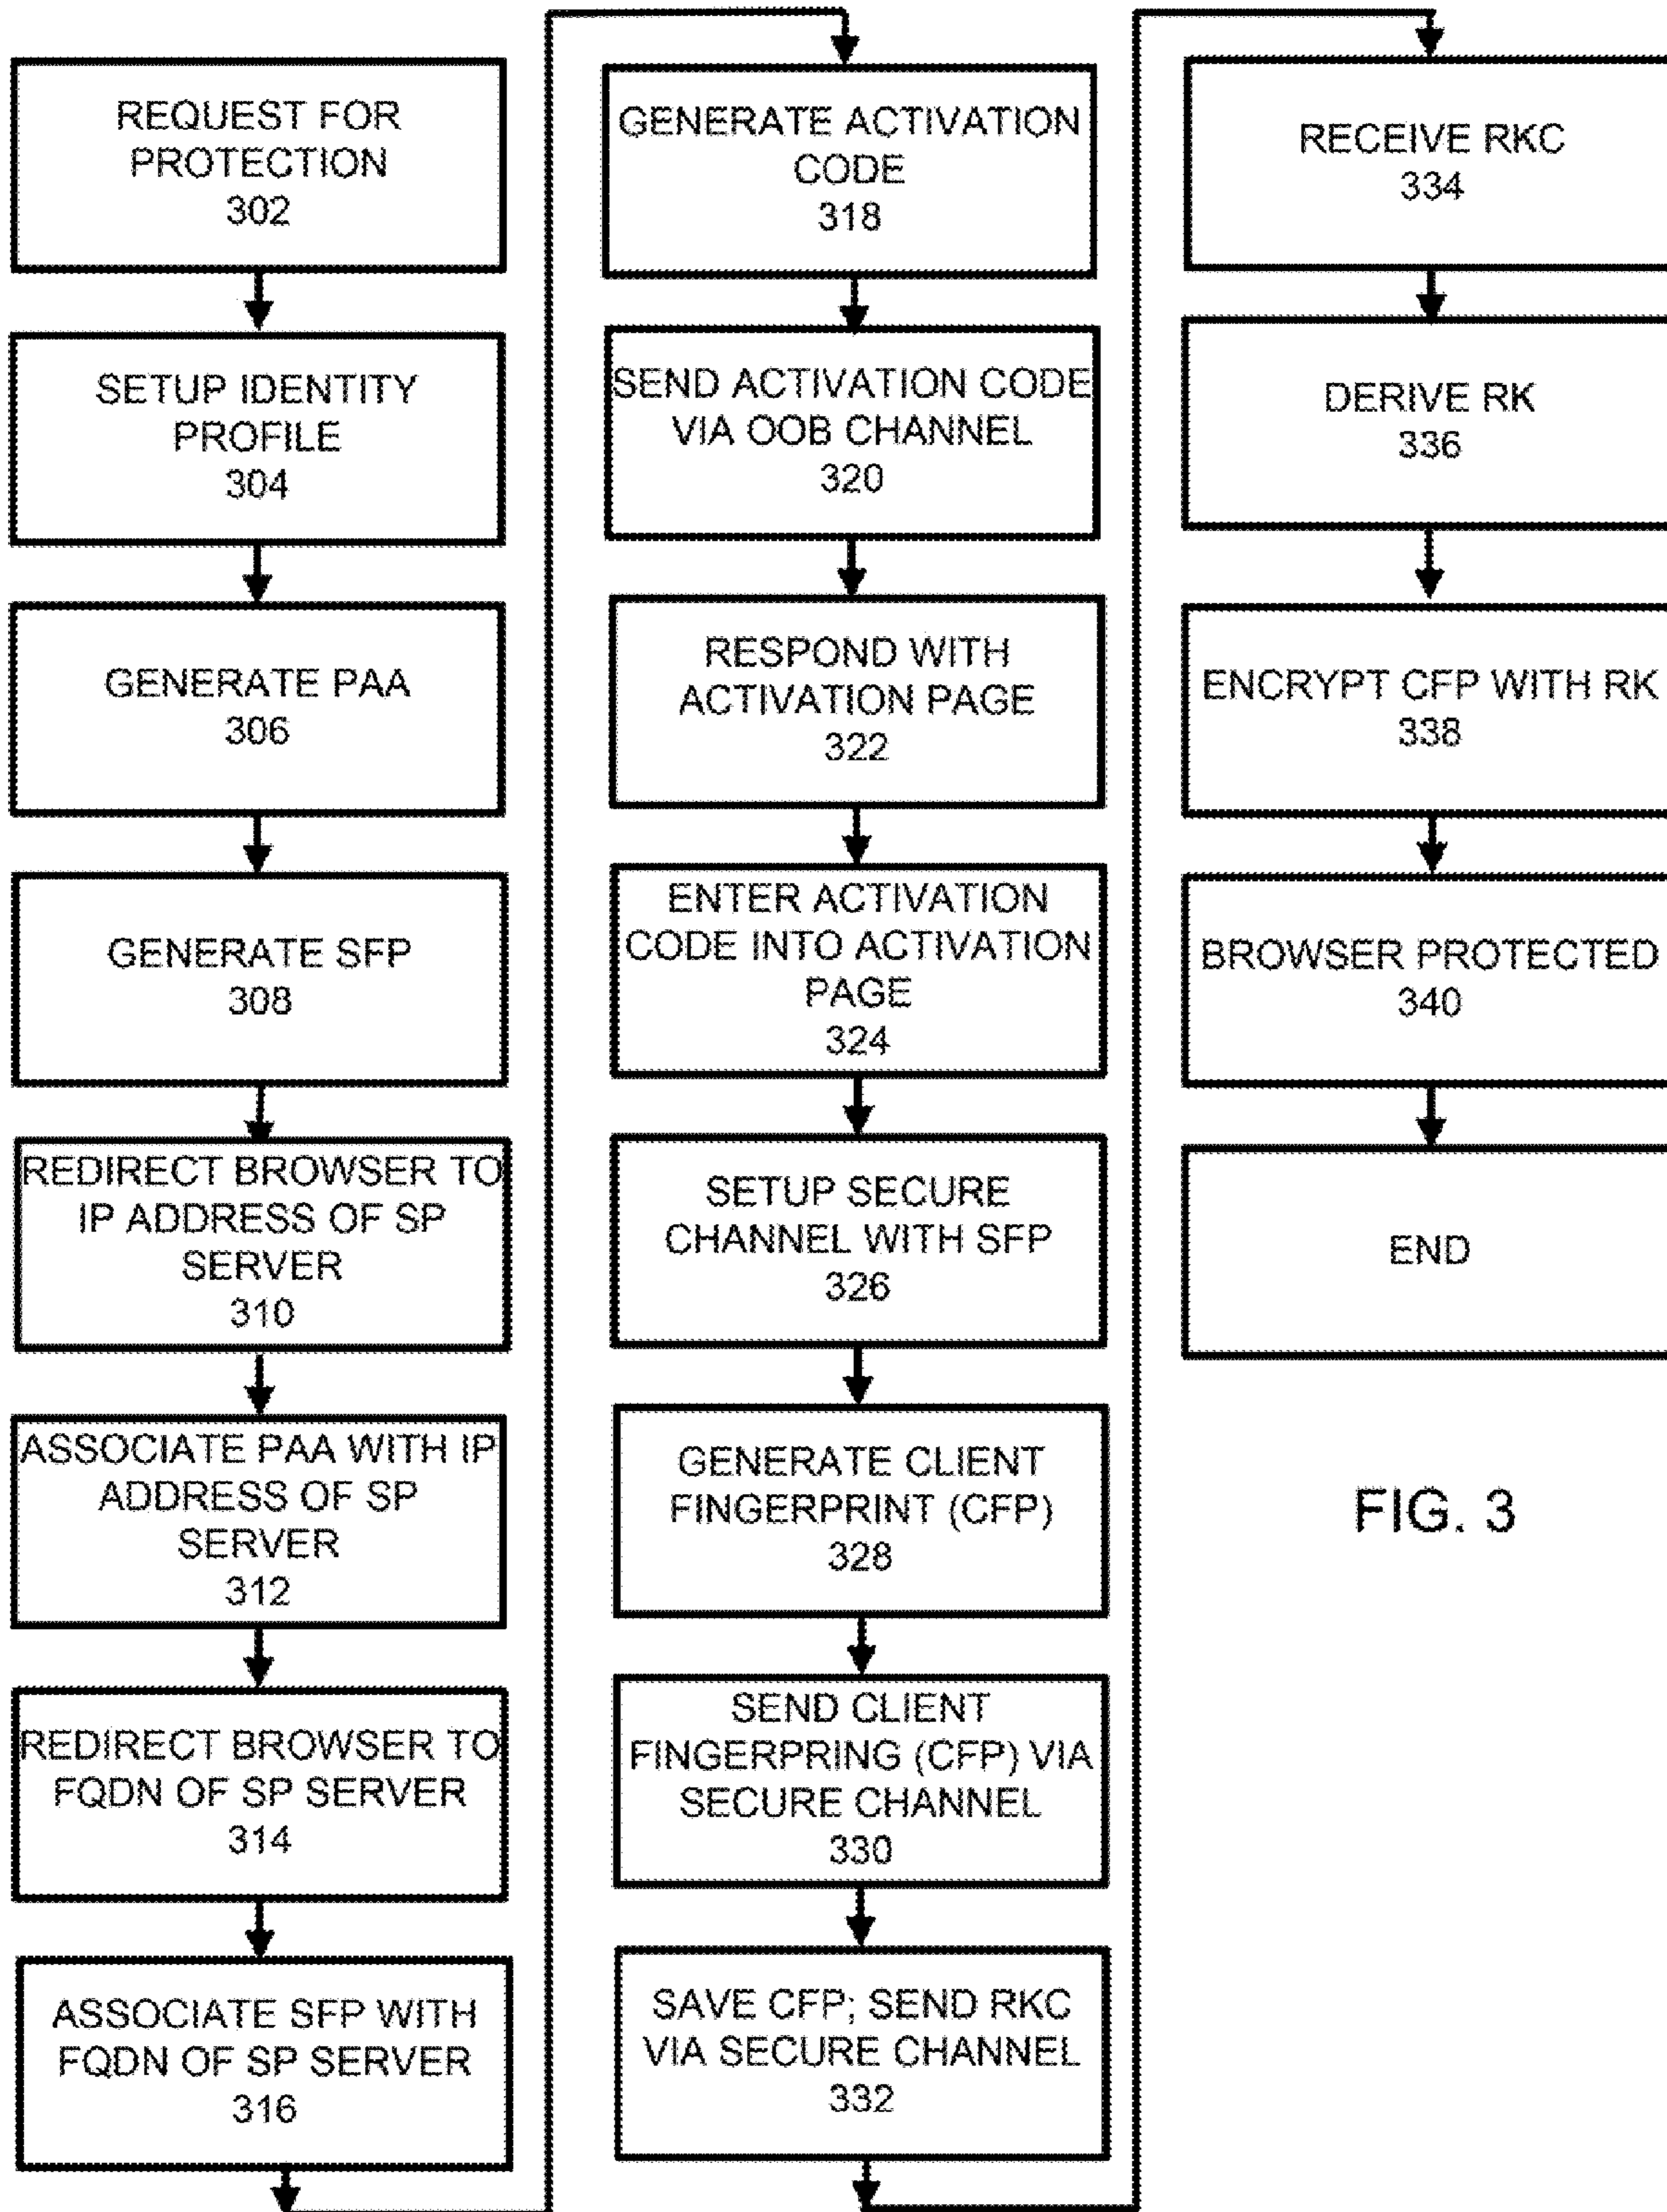 REQUEST FOR
PROTECTION
302
SETUP IDENTITY
PROFILE
304
GENERATE PAA
306
GENERATE SFP
308
REDIRECT BROWSER TO
IP ADDRESS OF SP
SERVER
310
ASSOCIATE PAA WITH IP
ADDRESS OF SP
SERVER
312
REDIRECT BROWSER TO
FQDN OF SP SERVER
314
ASSOCIATE SFP WITH
FQDN OF SP SERVER
316
GENERATE ACTIVATION
CODE
318
SEND ACTIVATION CODE
VIA OOB CHANNEL
320
RESPOND WITH
ACTIVATION PAGE
322
ENTER ACTIVATION
CODE INTO ACTIVATION
PAGE
324
SETUP SECURE
CHANNEL WITH SFP
326
GENERATE CLIENT
FINGERPRINT (CFP)
328
SEND CLIENT
FINGERPRING (CFP) VIA
SECURE CHANNEL
330
SAVE CFP; SEND RKC
VIA SECURE CHANNEL
332
RECEIVE RKC
334
DERIVE RK
336
ENCRYPT CFP WITH RK
338
BROWSER PROTECTED
340
END
FIG. 3